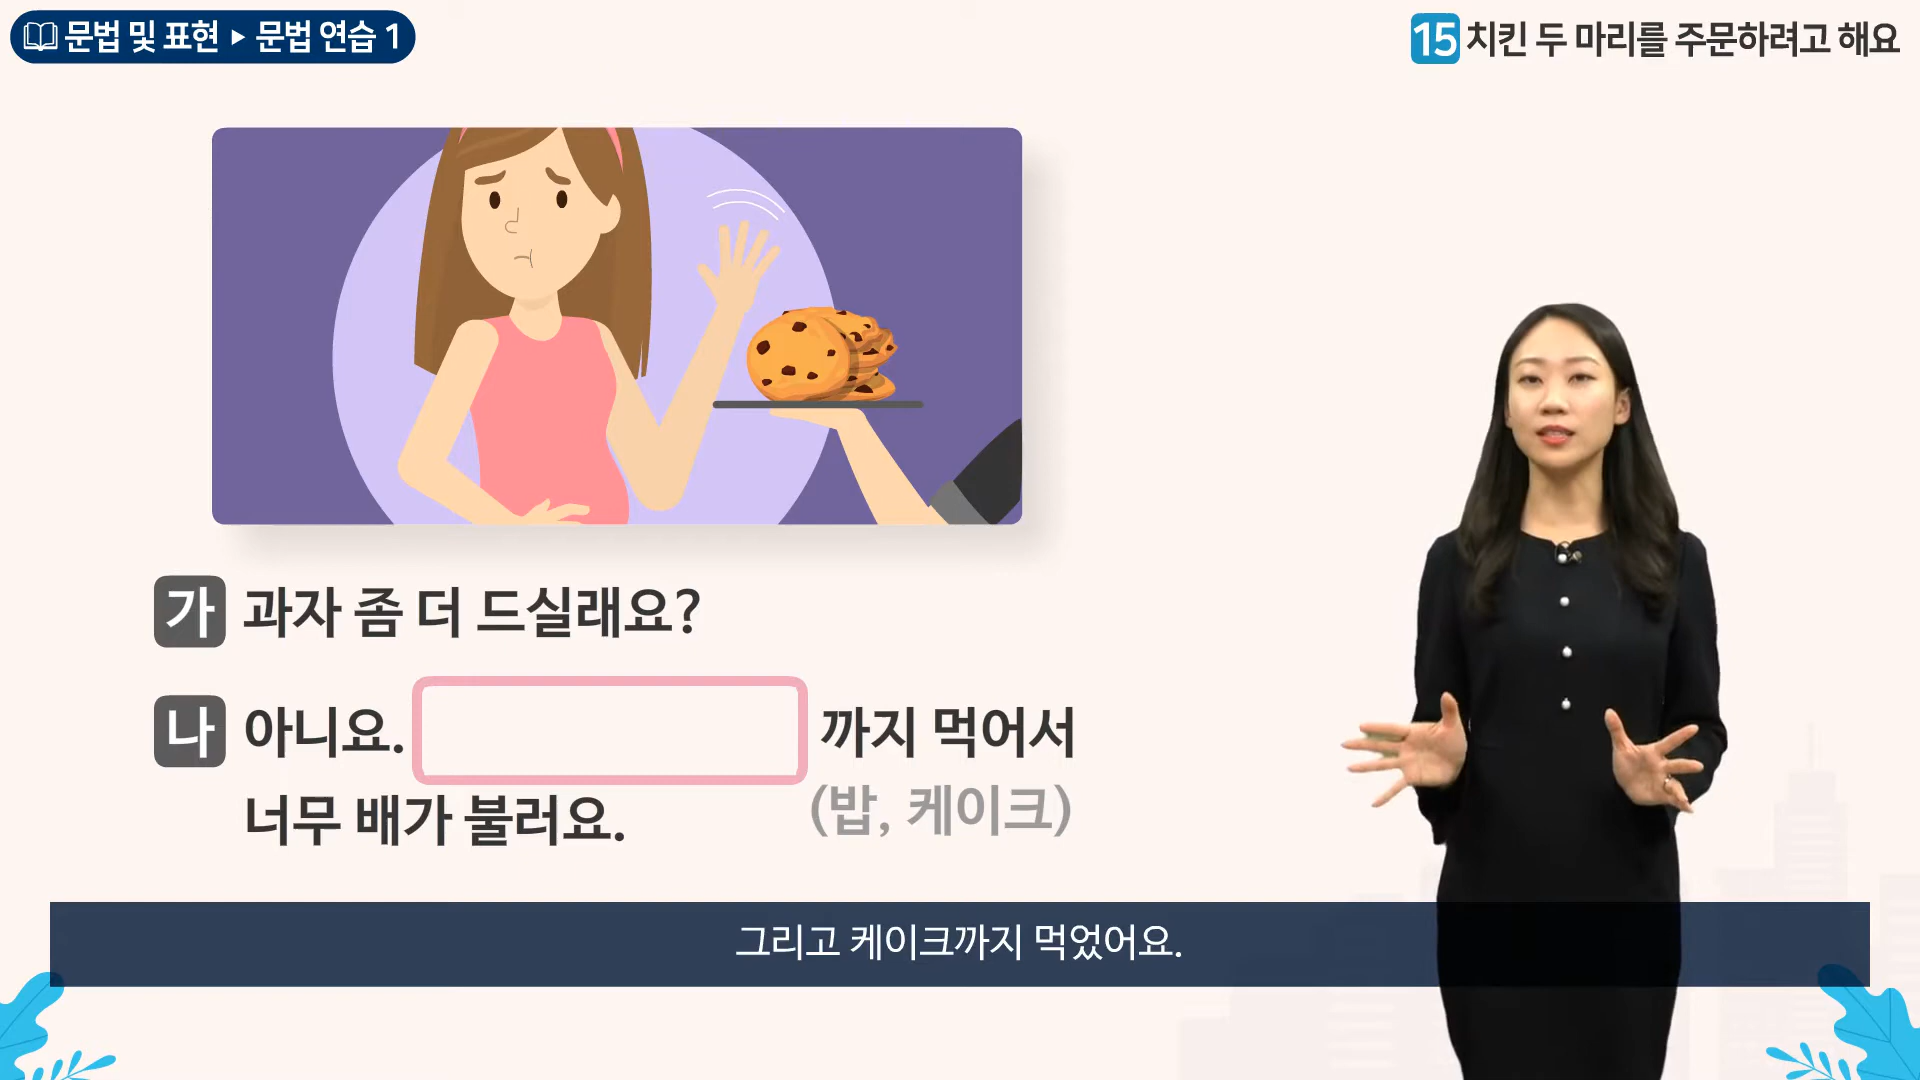 문법 및 표현 ▶ 문법 연습 1
15 치킨 두 마리를 주문하려고 해요
가 과자 좀 더 드실래요?
나 아니요. 까지 먹어서
(밥, 케이크)
너무 배가 불러요.
그리고 케이크까지 먹었어요.